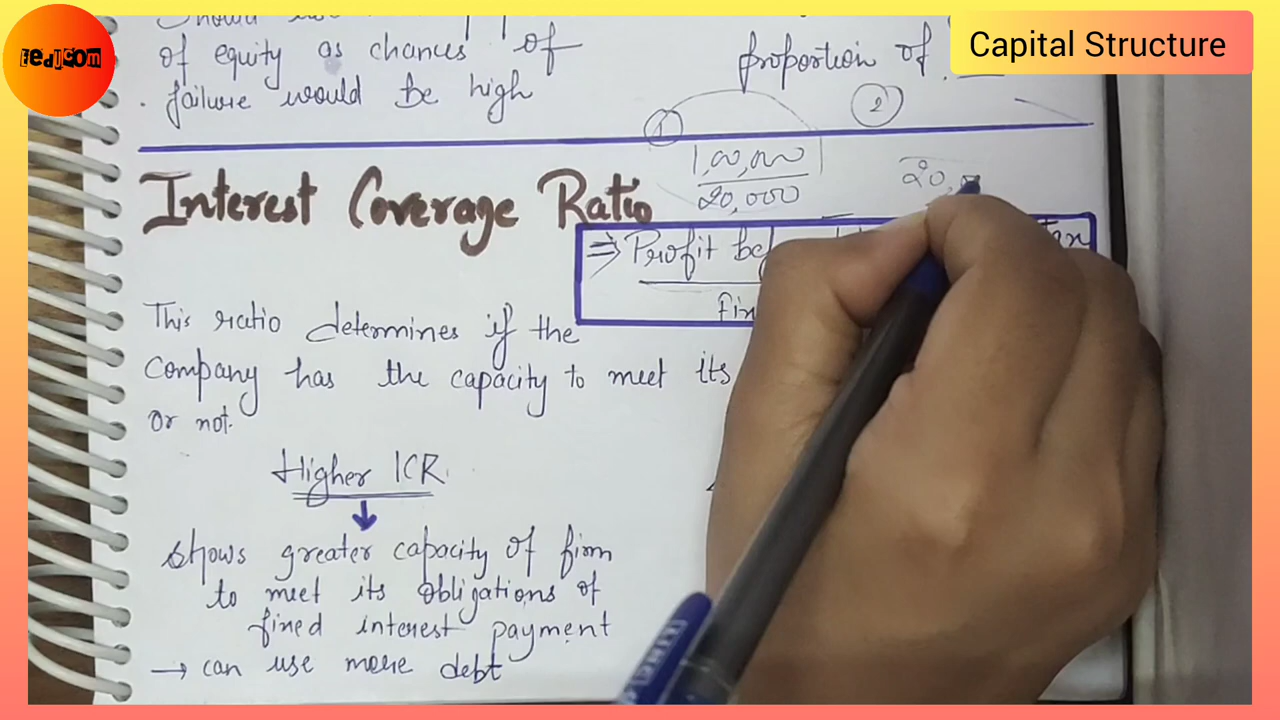 FedUCOM
Capital Structure
of equity as chances of
failure would be high
proportion of
1
2
1,00,000
20,000
20,0
Interest Coverage Ratio
⇒ Profit bef
This ratio determines if the
company has the capacity to meet its
or not.
Higher ICR
↓
shows greater capacity of firm
to meet its obligations of
fixed interest payment
→ can use more debt